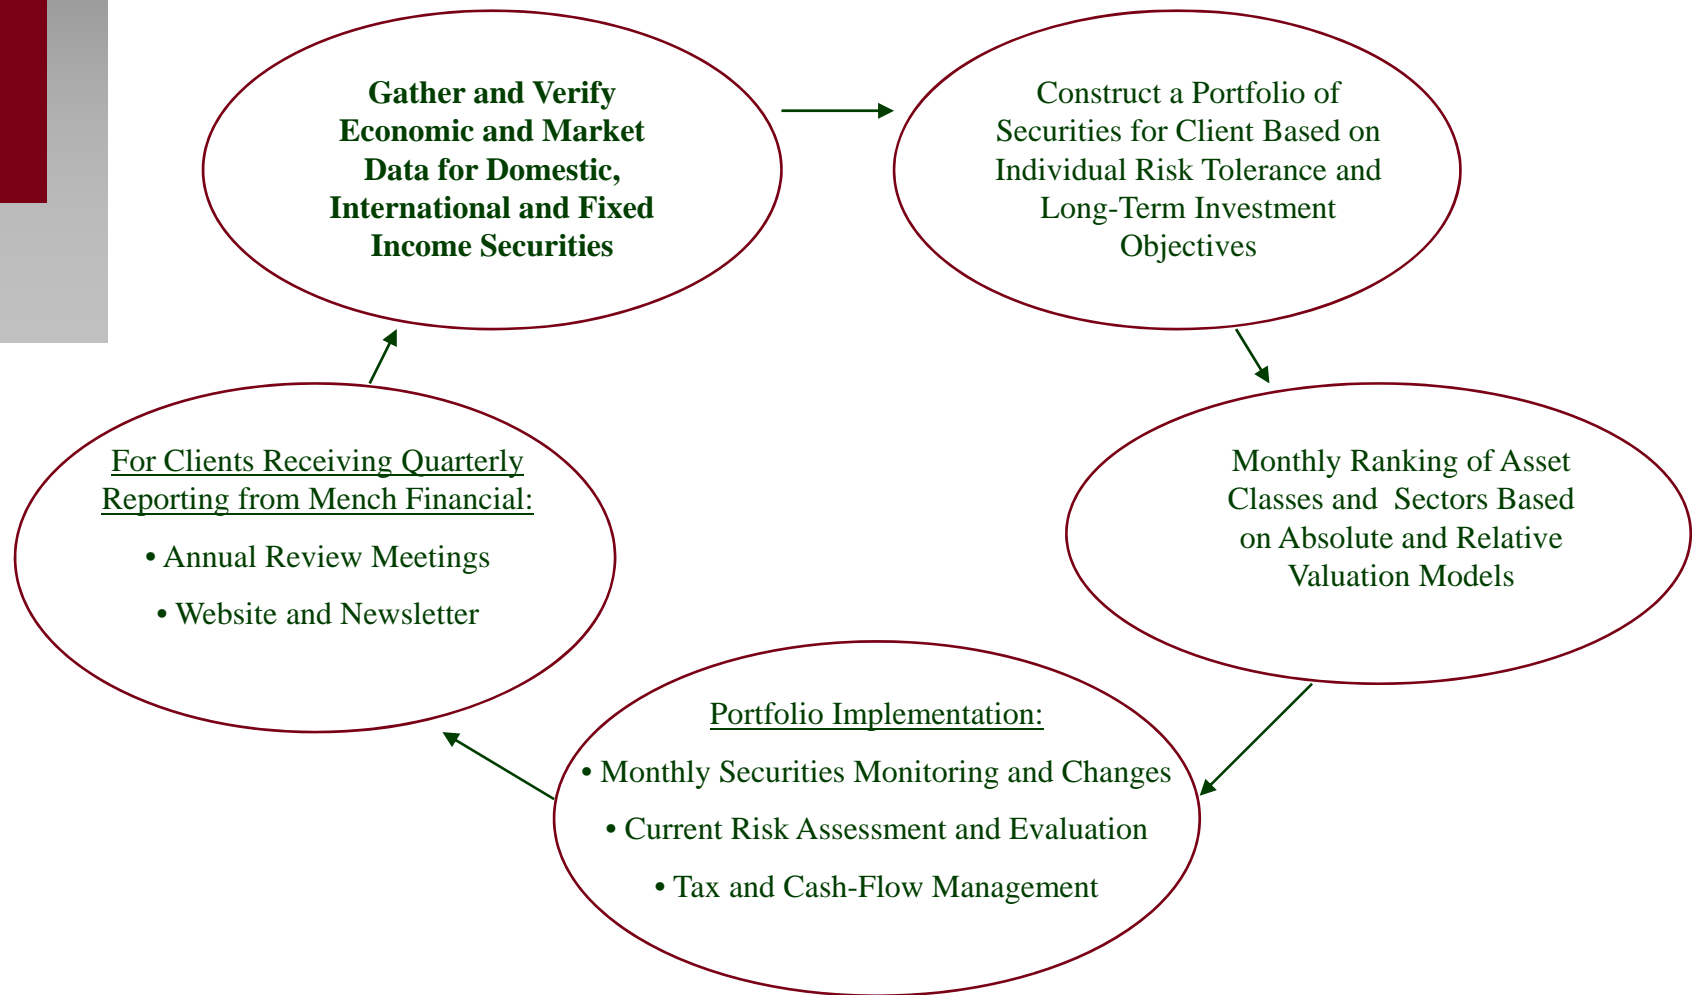 Gather and Verify
Economic and Market
Data for Domestic,
International and Fixed
Income Securities
Construct a Portfolio of
Securities for Client Based on
Individual Risk Tolerance and
Long-Term Investment
Objectives
Monthly Ranking of Asset
Classes and  Sectors Based
on Absolute and Relative
Valuation Models
Portfolio Implementation:
• Monthly Securities Monitoring and Changes
• Current Risk Assessment and Evaluation
• Tax and Cash-Flow Management
For Clients Receiving Quarterly
Reporting from Mench Financial:
• Annual Review Meetings
• Website and Newsletter